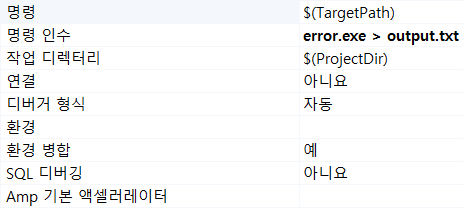 명령 $(TargetPath)
명령 인수 error.exe > output.txt
작업 디렉터리 $(ProjectDir)
연결 아니요
디버거 형식 자동
환경
환경 병합 예
SQL 디버깅 아니요
Amp 기본 액셀러레이터